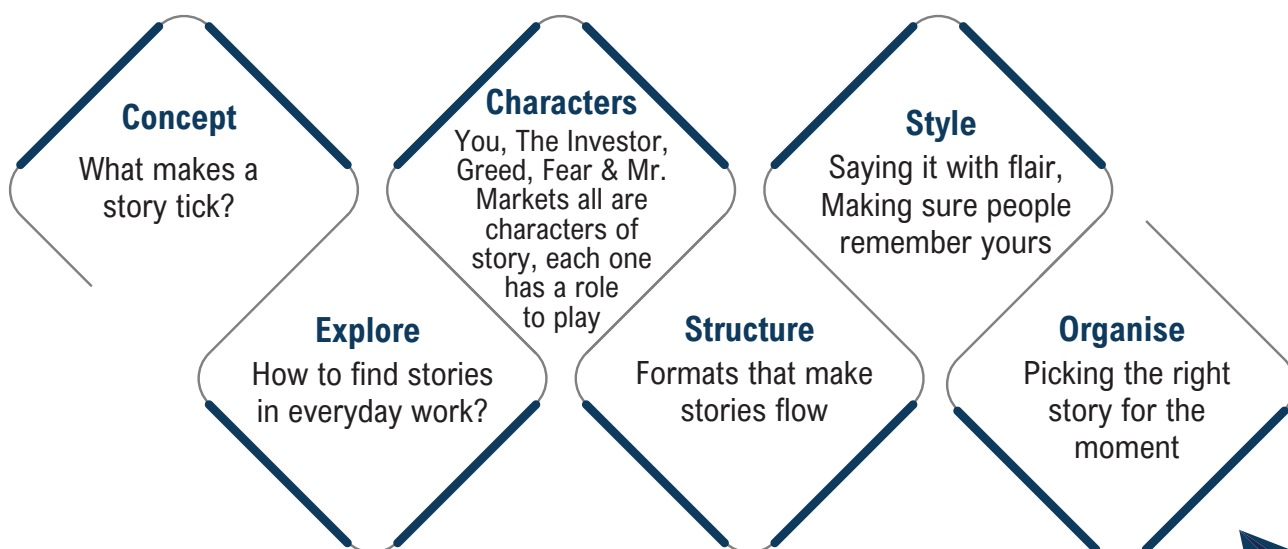 Concept
What makes a
story tick?
Explore
How to find stories
in everyday work?
Characters
You, The Investor,
Greed, Fear & Mr.
Markets all are
characters of
story, each one
has a role
to play
Structure
Formats that make
stories flow
Style
Saying it with flair,
Making sure people
remember yours
Organise
Picking the right
story for the
moment